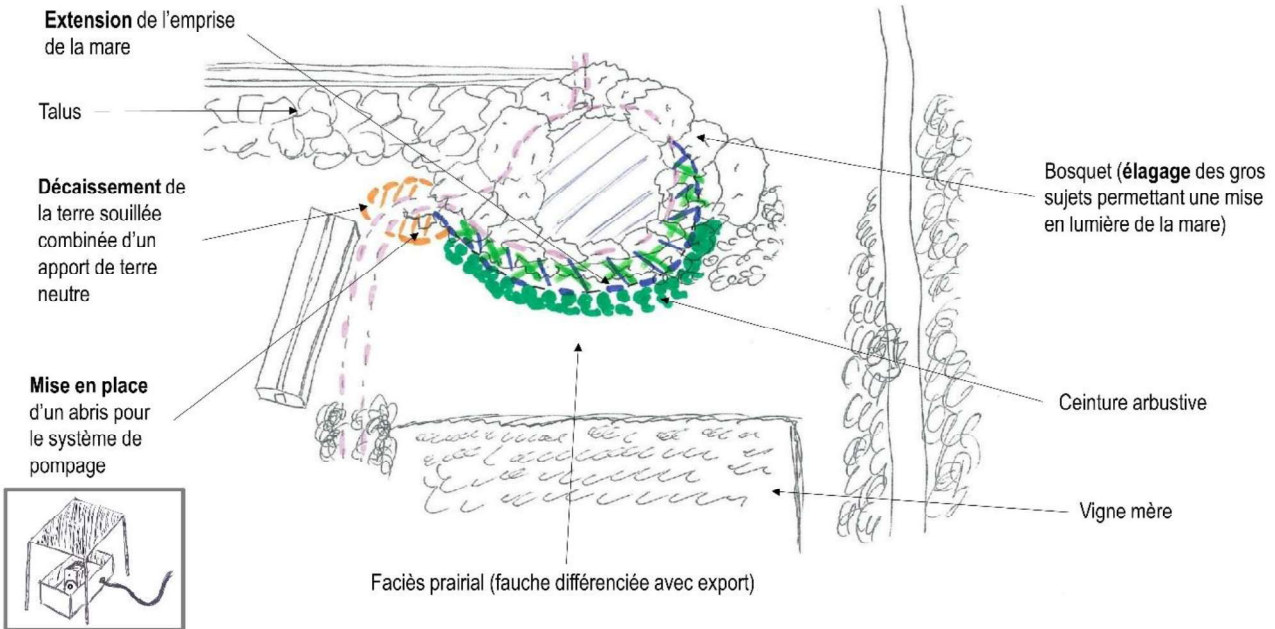 Extension de l’emprise
de la mare
Talus
Décaissement de
la terre souillée
combinée d’un
apport de terre
neutre
Mise en place
d’un abris pour
le système de
pompage
Bosquet (élagage des gros
sujets permettant une mise
en lumière de la mare)
Ceinture arbustive
Vigne mère
Faciès prairial (fauche différenciée avec export)